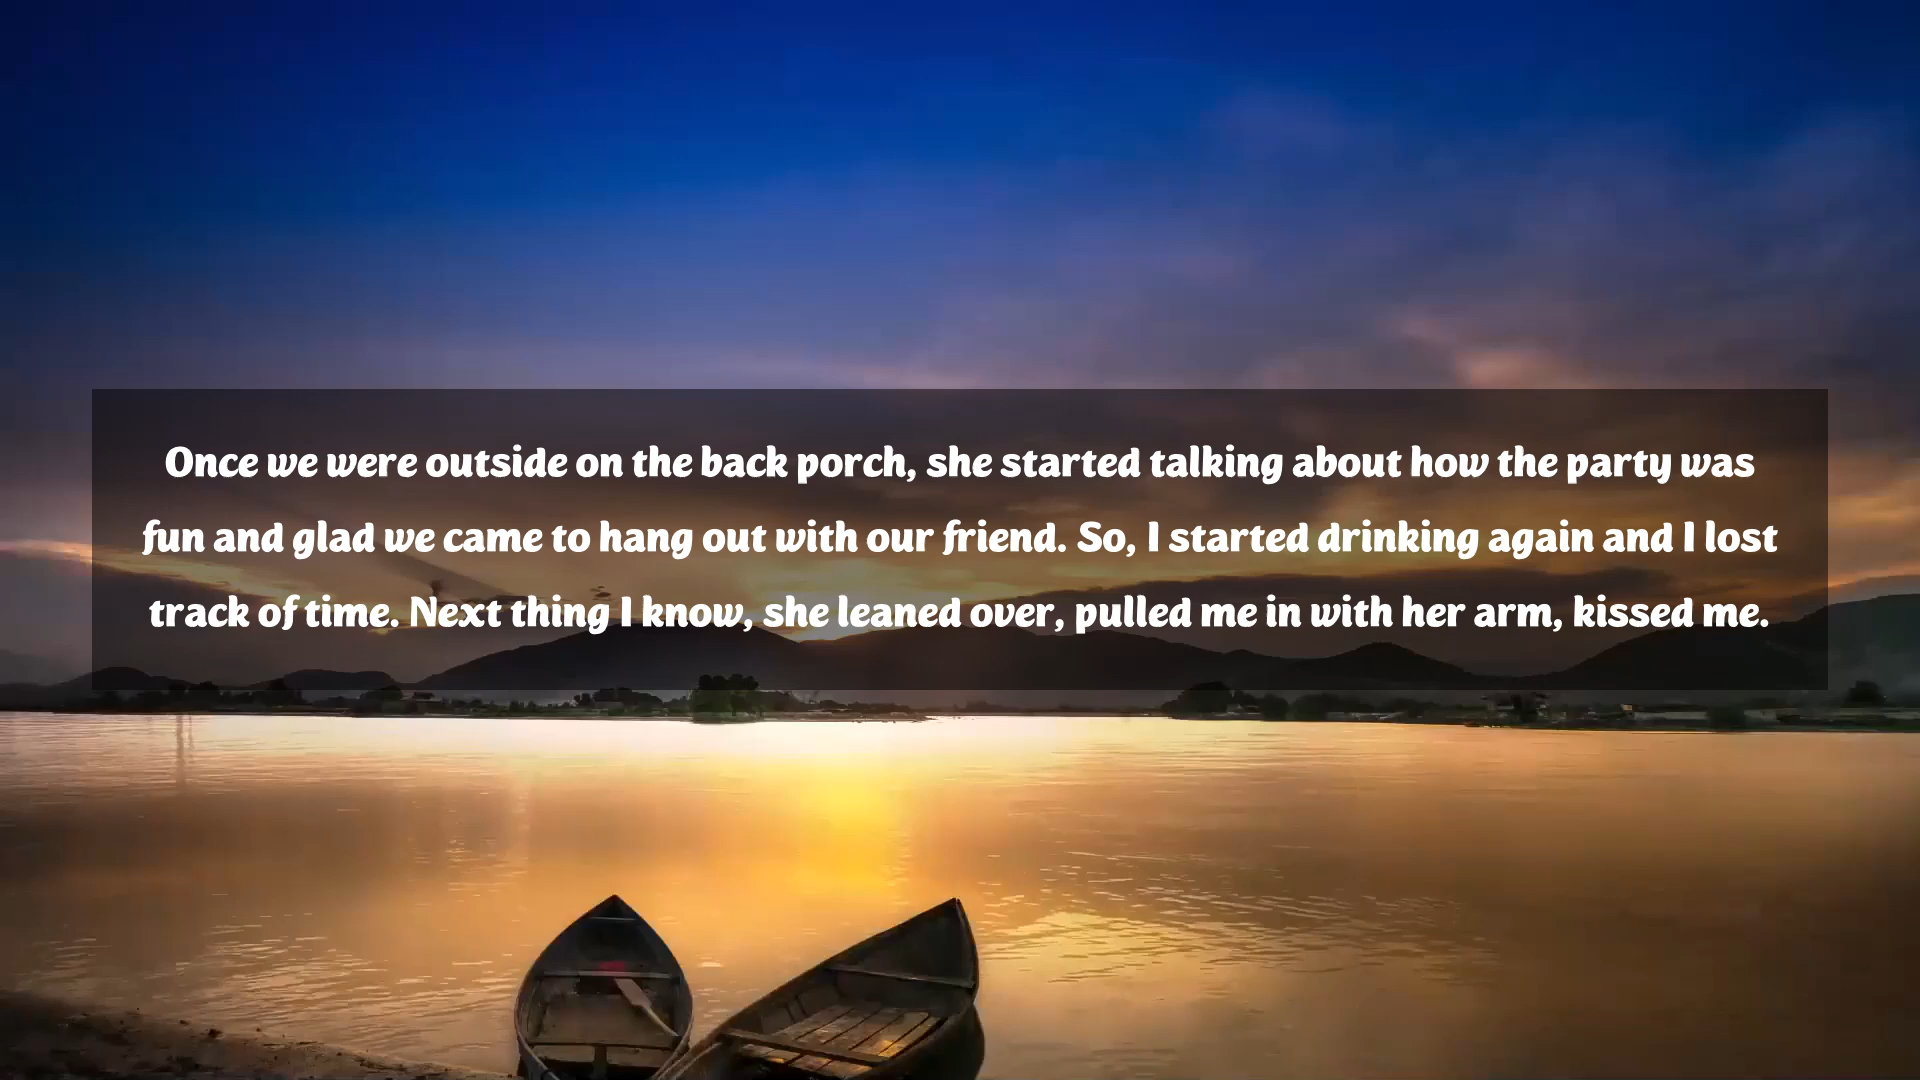 Once we were outside on the back porch, she started talking about how the party was
fun and glad we came to hang out with our friend. So, I started drinking again and I lost
track of time. Next thing I know, she leaned over, pulled me in with her arm, kissed me.